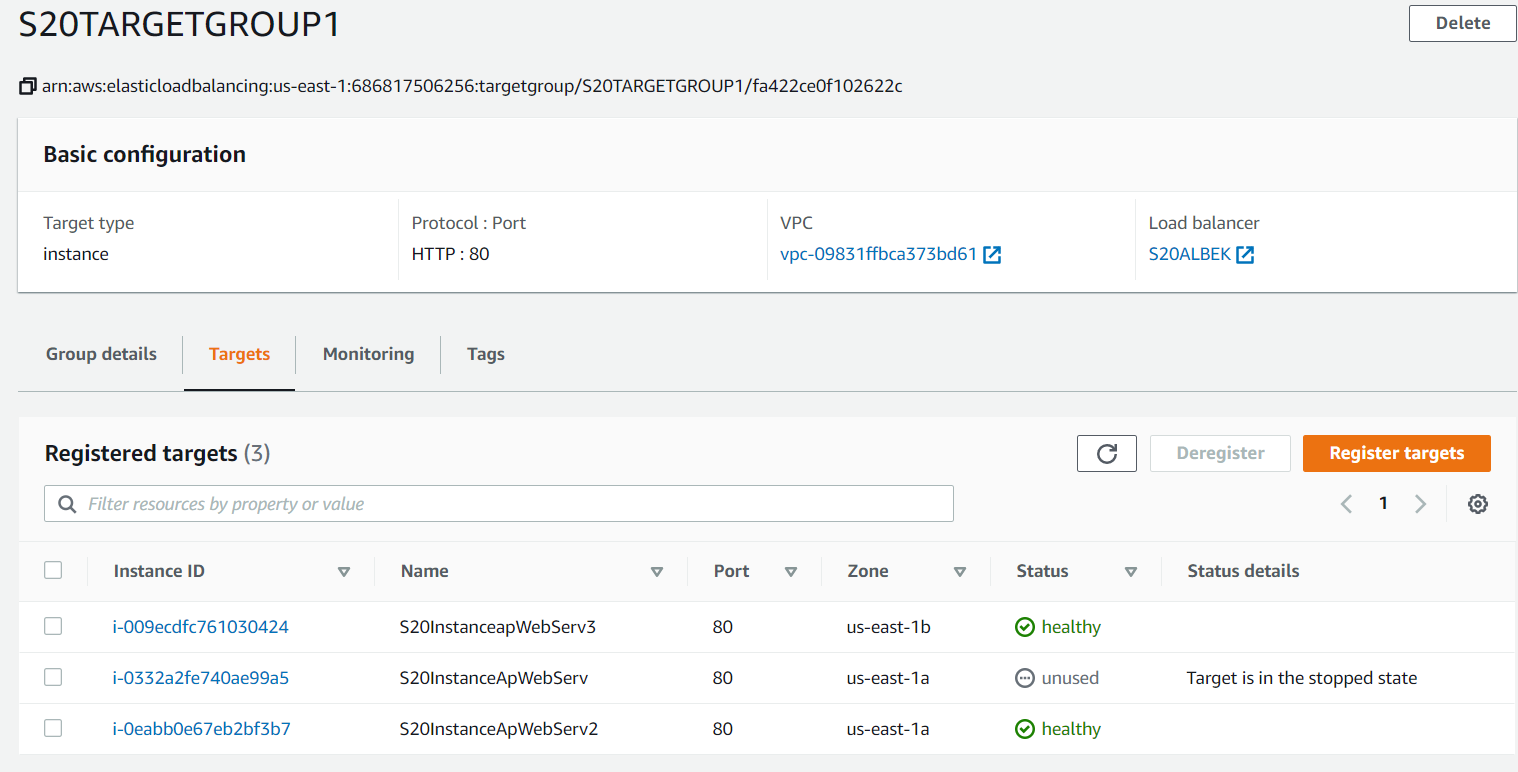 S20TARGETGROUP1
Delete
arn:aws:elasticloadbalancing:us-east-1:686817506256:targetgroup/S20TARGETGROUP1/fa422ce0f102622c
Basic configuration
Target type Protocol : Port VPC Load balancer
instance HTTP : 80 vpc-09831ffbca373bd61 S20ALBEK
Group details Targets Monitoring Tags
Registered targets (3) Deregister Register targets
Filter resources by property or value 1
Instance ID Name Port Zone Status Status details
i-009ecdfc761030424 S20InstanceapWebServ3 80 us-east-1b healthy
i-0332a2fe740ae99a5 S20InstanceApWebServ 80 us-east-1a unused Target is in the stopped state
i-0eabb0e67eb2bf3b7 S20InstanceApWebServ2 80 us-east-1a healthy